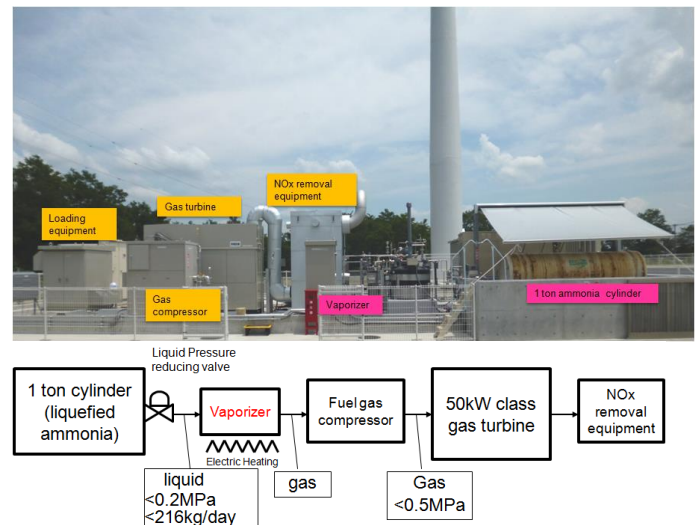 NOx removal
equipment
Gas turbine
Loading
equipment
Gas
compressor
Vaporizer
1 ton ammonia cylinder
Liquid Pressure
reducing valve
1 ton cylinder
(liquefied
ammonia)
Vaporizer
Fuel gas
compressor
50kW class
gas turbine
NOx
removal
equipment
Electric Heating
liquid
<0.2MPa
<216kg/day
gas
Gas
<0.5MPa